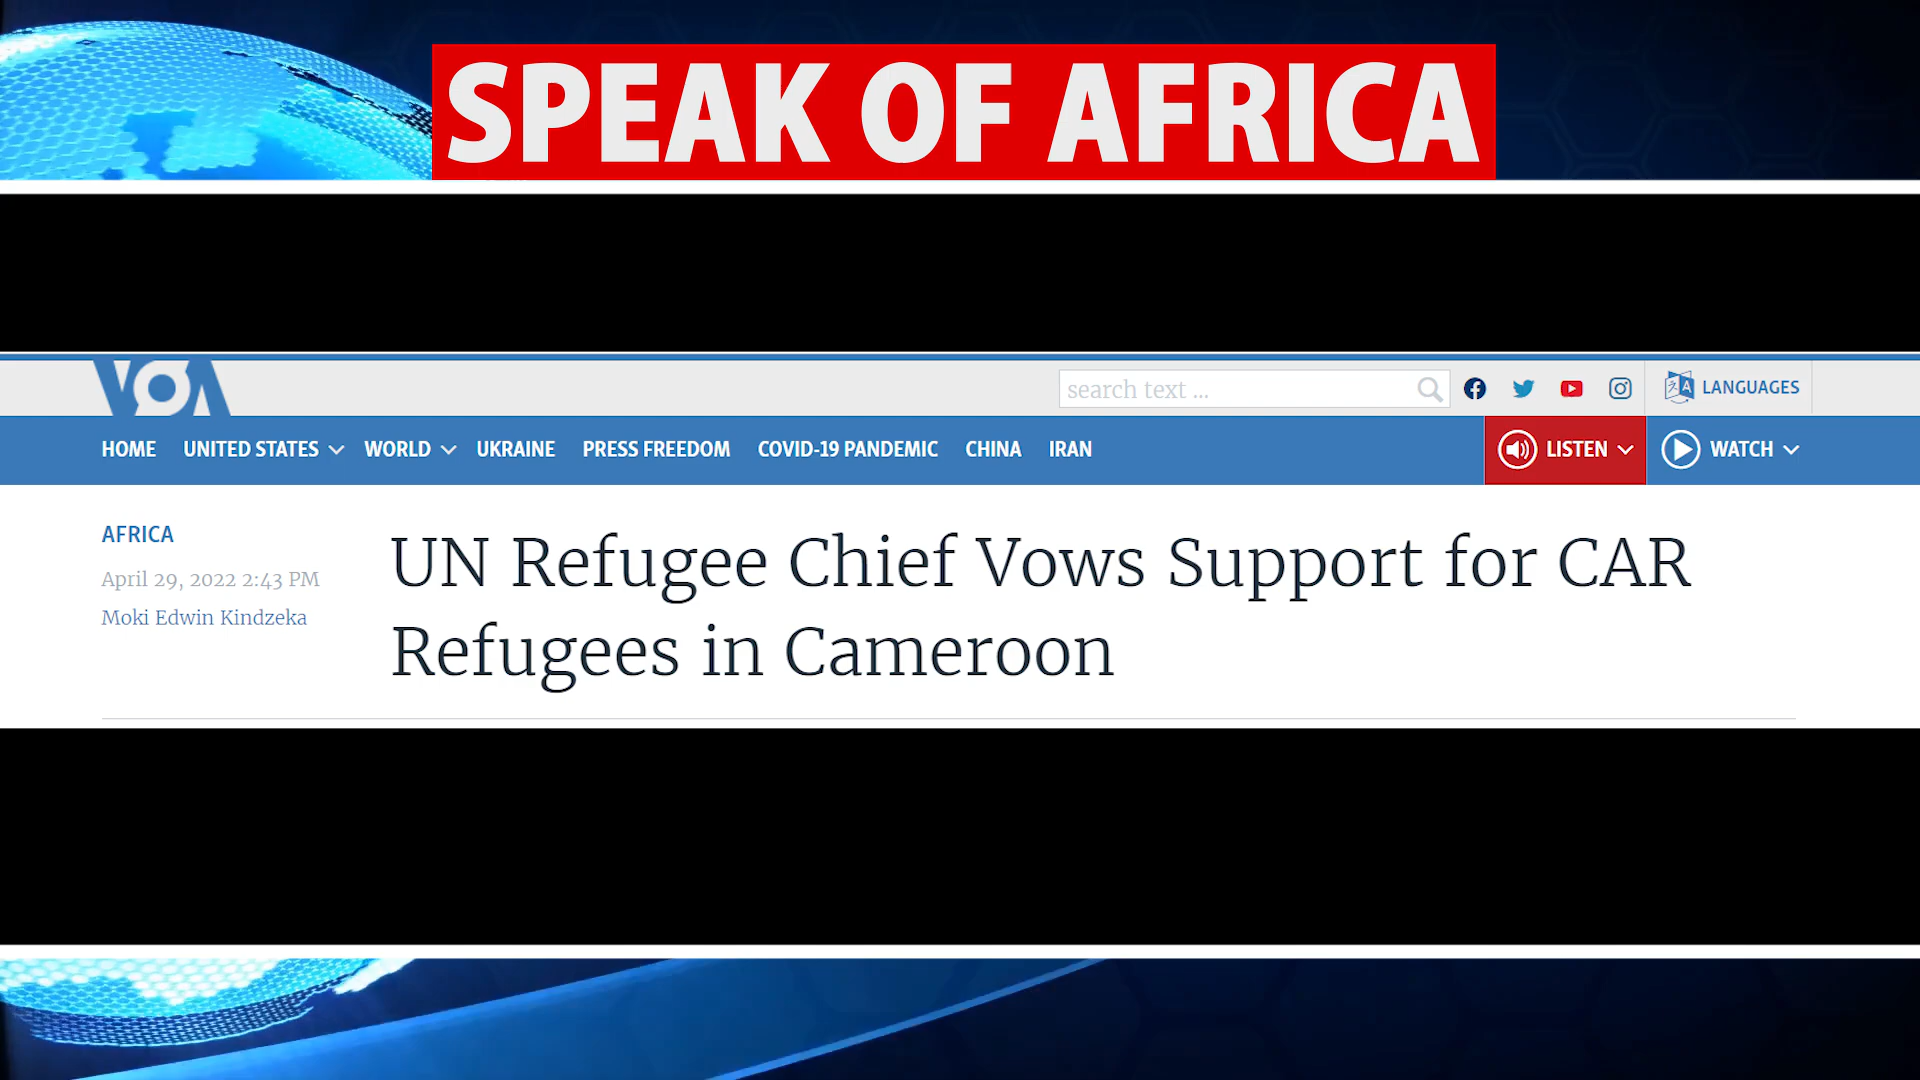 SPEAK OF AFRICA
VOA
search text ...
LANGUAGES
HOME UNITED STATES WORLD UKRAINE PRESS FREEDOM COVID-19 PANDEMIC CHINA IRAN
LISTEN WATCH
AFRICA
April 29, 2022 2:43 PM
Moki Edwin Kindzeka
UN Refugee Chief Vows Support for CAR
Refugees in Cameroon